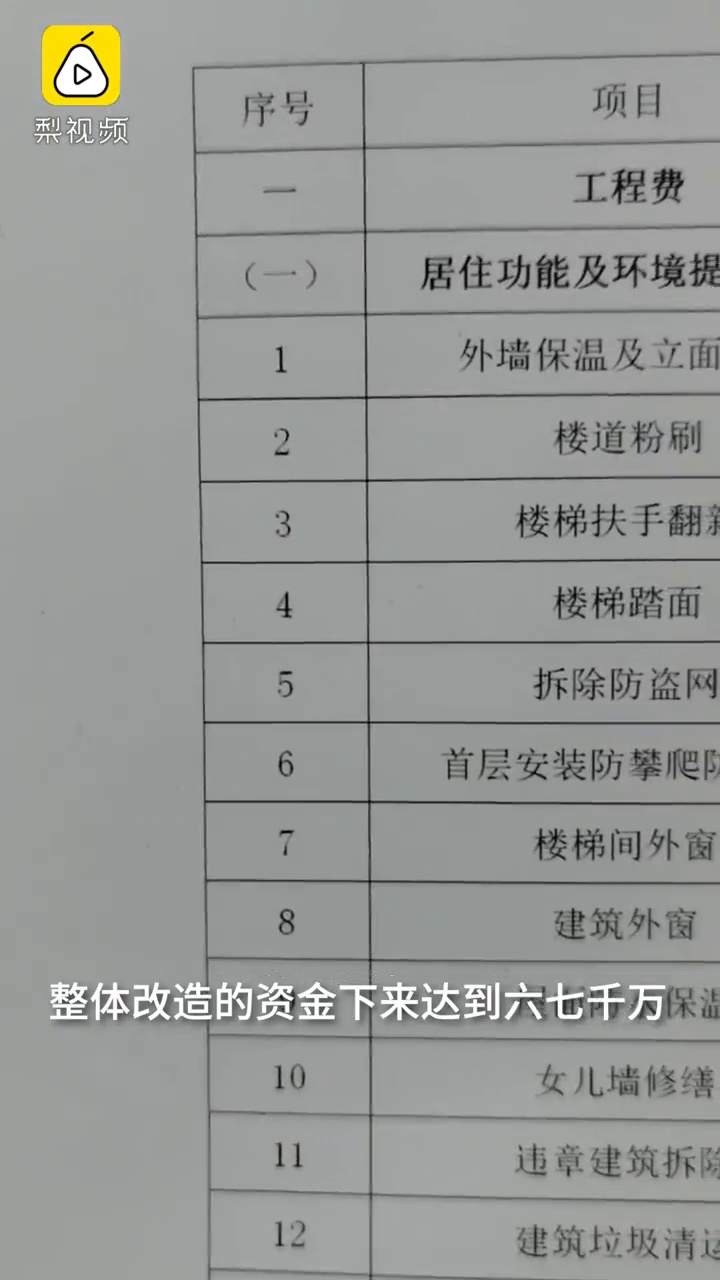 梨视频
序号 项目
一 工程费
（一） 居住功能及环境提
1 外墙保温及立面
2 楼道粉刷
3 楼梯扶手翻新
4 楼梯踏面
5 拆除防盗网
6 首层安装防攀爬防
7 楼梯间外窗
8 建筑外窗
整体改造的资金下来达到六七千万
保温
10 女儿墙修缮
11 违章建筑拆除
12 建筑垃圾清运